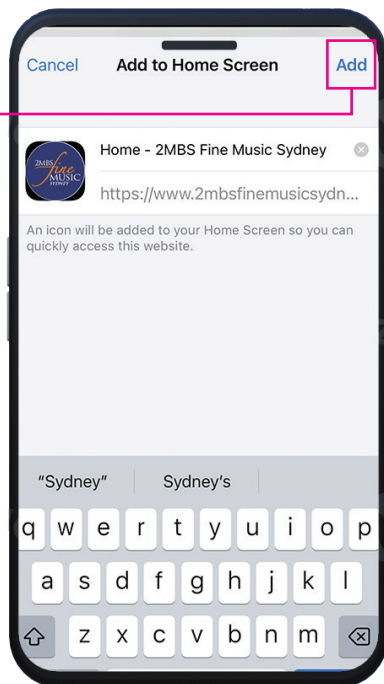 Cancel Add to Home Screen Add
2MBS
fine
MUSIC
SYDNEY
Home - 2MBS Fine Music Sydney
https://www.2mbsfinemusicsydn...
An icon will be added to your Home Screen so you can
quickly access this website.
"Sydney" Sydney's
q w e r t y u i o p
a s d f g h j k l
z x c v b n m